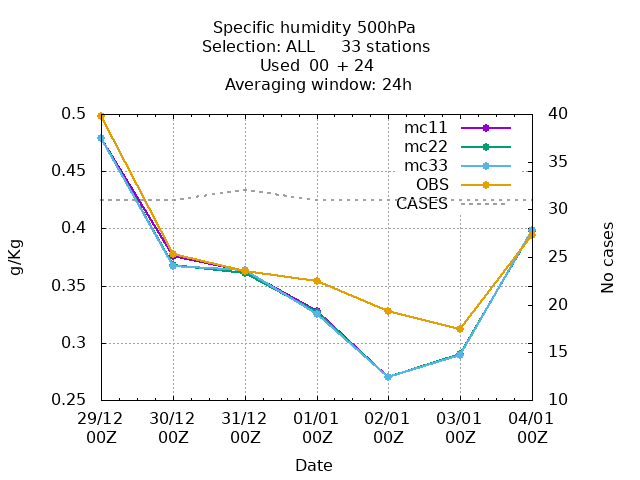 Specific humidity 500hPa
Selection: ALL 33 stations
Used 00 + 24
Averaging window: 24h
0.5
0.45
0.4
0.35
0.3
0.25
g/Kg
40
35
30
25
20
15
10
No cases
mc11
mc22
mc33
OBS
CASES
29/12 30/12 31/12 01/01 02/01 03/01 04/01
00Z 00Z 00Z 00Z 00Z 00Z 00Z
Date